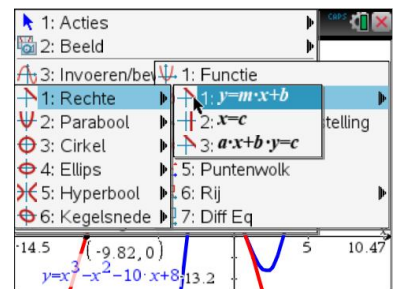 1: Acties
CAPS
2: Beeld
3: Invoeren/be
1: Functie
1: Rechte
1: y=m·x+b
2: Parabool
2: x=c
telling
3: Cirkel
3: a·x+b·y=c
4: Ellips
5: Hyperbool
5: Puntenwolk
6: Rij
6: Kegelsnede
7: Diff Eq
-14.5
(-9.82, 0)
5
10.47
y=x³-x²-10·x+8
-13.2